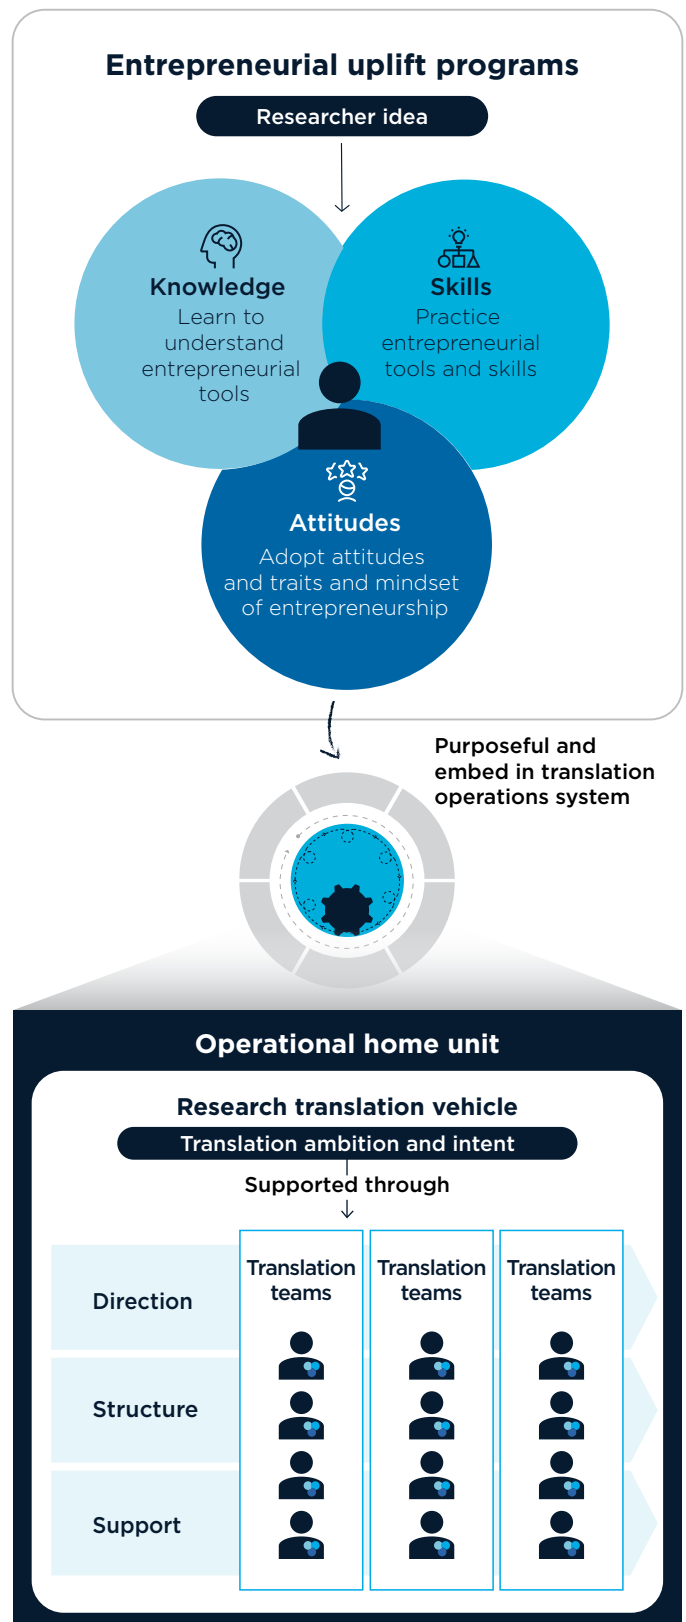 Entrepreneurial uplift programs
Researcher idea
Knowledge
Learn to
understand
entrepreneurial
tools
Skills
Practice
entrepreneurial
tools and skills
Attitudes
Adopt attitudes
and traits and mindset
of entrepreneurship
Purposeful and
embed in translation
operations system
Operational home unit
Research translation vehicle
Translation ambition and intent
Supported through
Translation
teams
Translation
teams
Translation
teams
Direction
Structure
Support